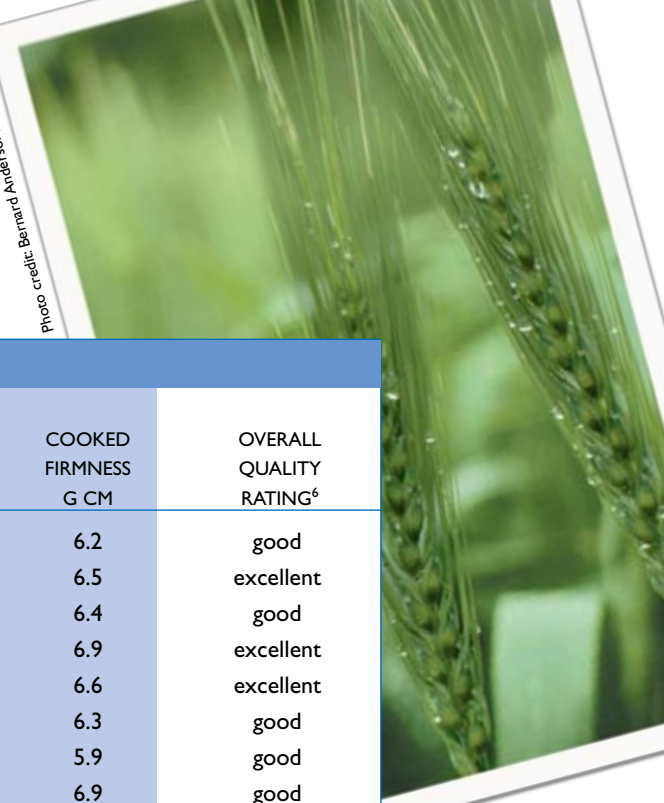 Photo credit: Bernard Anderson
COOKED FIRMNESS G CM
OVERALL QUALITY RATING⁶
6.2 good
6.5 excellent
6.4 good
6.9 excellent
6.6 excellent
6.3 good
5.9 good
6.9 good